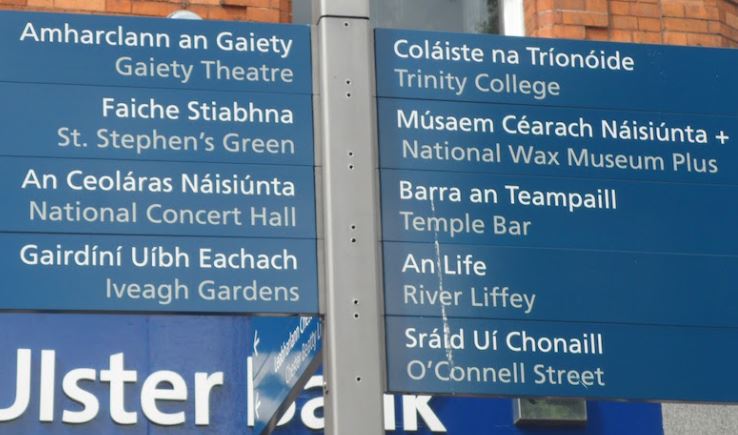 Amharclann an Gaiety
Gaiety Theatre
Faiche Stiabhna
St. Stephen's Green
An Ceoláras Náisiúnta
National Concert Hall
Gairdíní Uíbh Eachach
Iveagh Gardens
Coláiste na Tríonóide
Trinity College
Músaem Céarach Náisiúnta +
National Wax Museum Plus
Barra an Teampaill
Temple Bar
An Life
River Liffey
Sráid Uí Chonaill
O'Connell Street
Ulster Bank